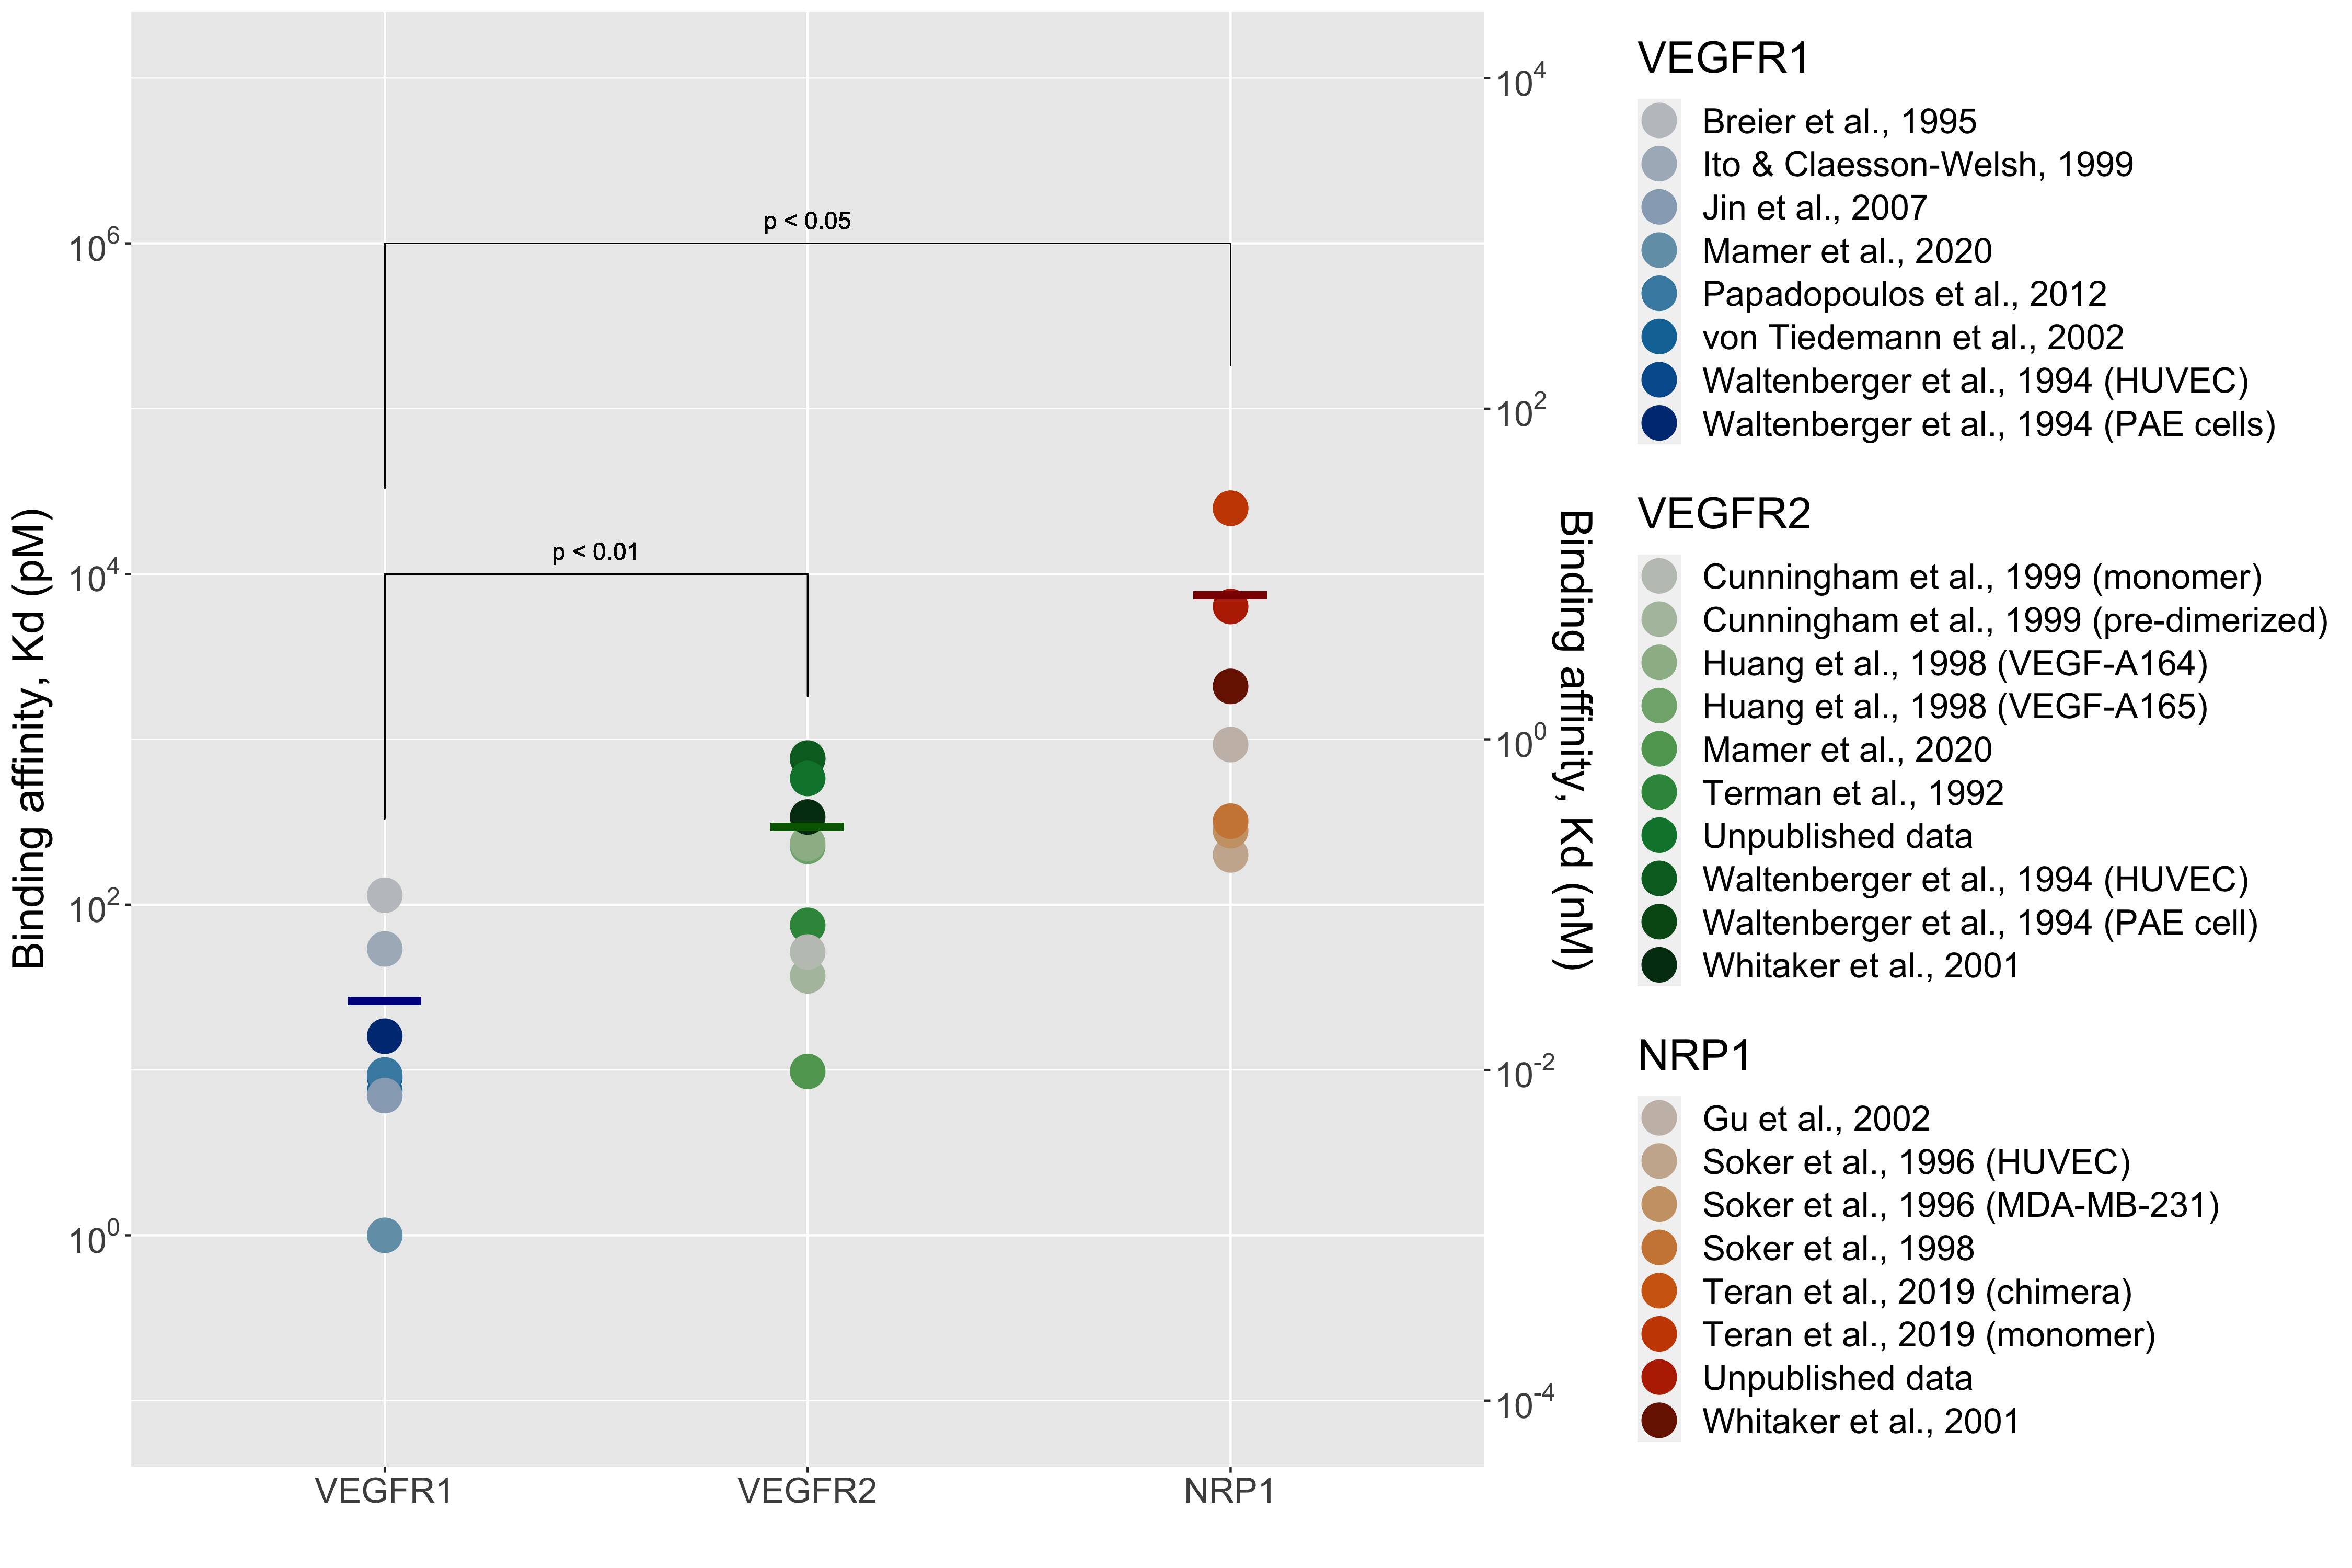 Binding affinity, Kd (pM)
10^6
10^4
10^2
10^0
p < 0.05
p < 0.01
VEGFR1
VEGFR2
NRP1
10^4
10^2
10^0
10^-2
10^-4
Binding affinity, Kd (nM)
VEGFR1
Breier et al., 1995
Ito & Claesson-Welsh, 1999
Jin et al., 2007
Mamer et al., 2020
Papadopoulos et al., 2012
von Tiedemann et al., 2002
Waltenberger et al., 1994 (HUVEC)
Waltenberger et al., 1994 (PAE cells)
VEGFR2
Cunningham et al., 1999 (monomer)
Cunningham et al., 1999 (pre-dimerized)
Huang et al., 1998 (VEGF-A164)
Huang et al., 1998 (VEGF-A165)
Mamer et al., 2020
Terman et al., 1992
Unpublished data
Waltenberger et al., 1994 (HUVEC)
Waltenberger et al., 1994 (PAE cell)
Whitaker et al., 2001
NRP1
Gu et al., 2002
Soker et al., 1996 (HUVEC)
Soker et al., 1996 (MDA-MB-231)
Soker et al., 1998
Teran et al., 2019 (chimera)
Teran et al., 2019 (monomer)
Unpublished data
Whitaker et al., 2001